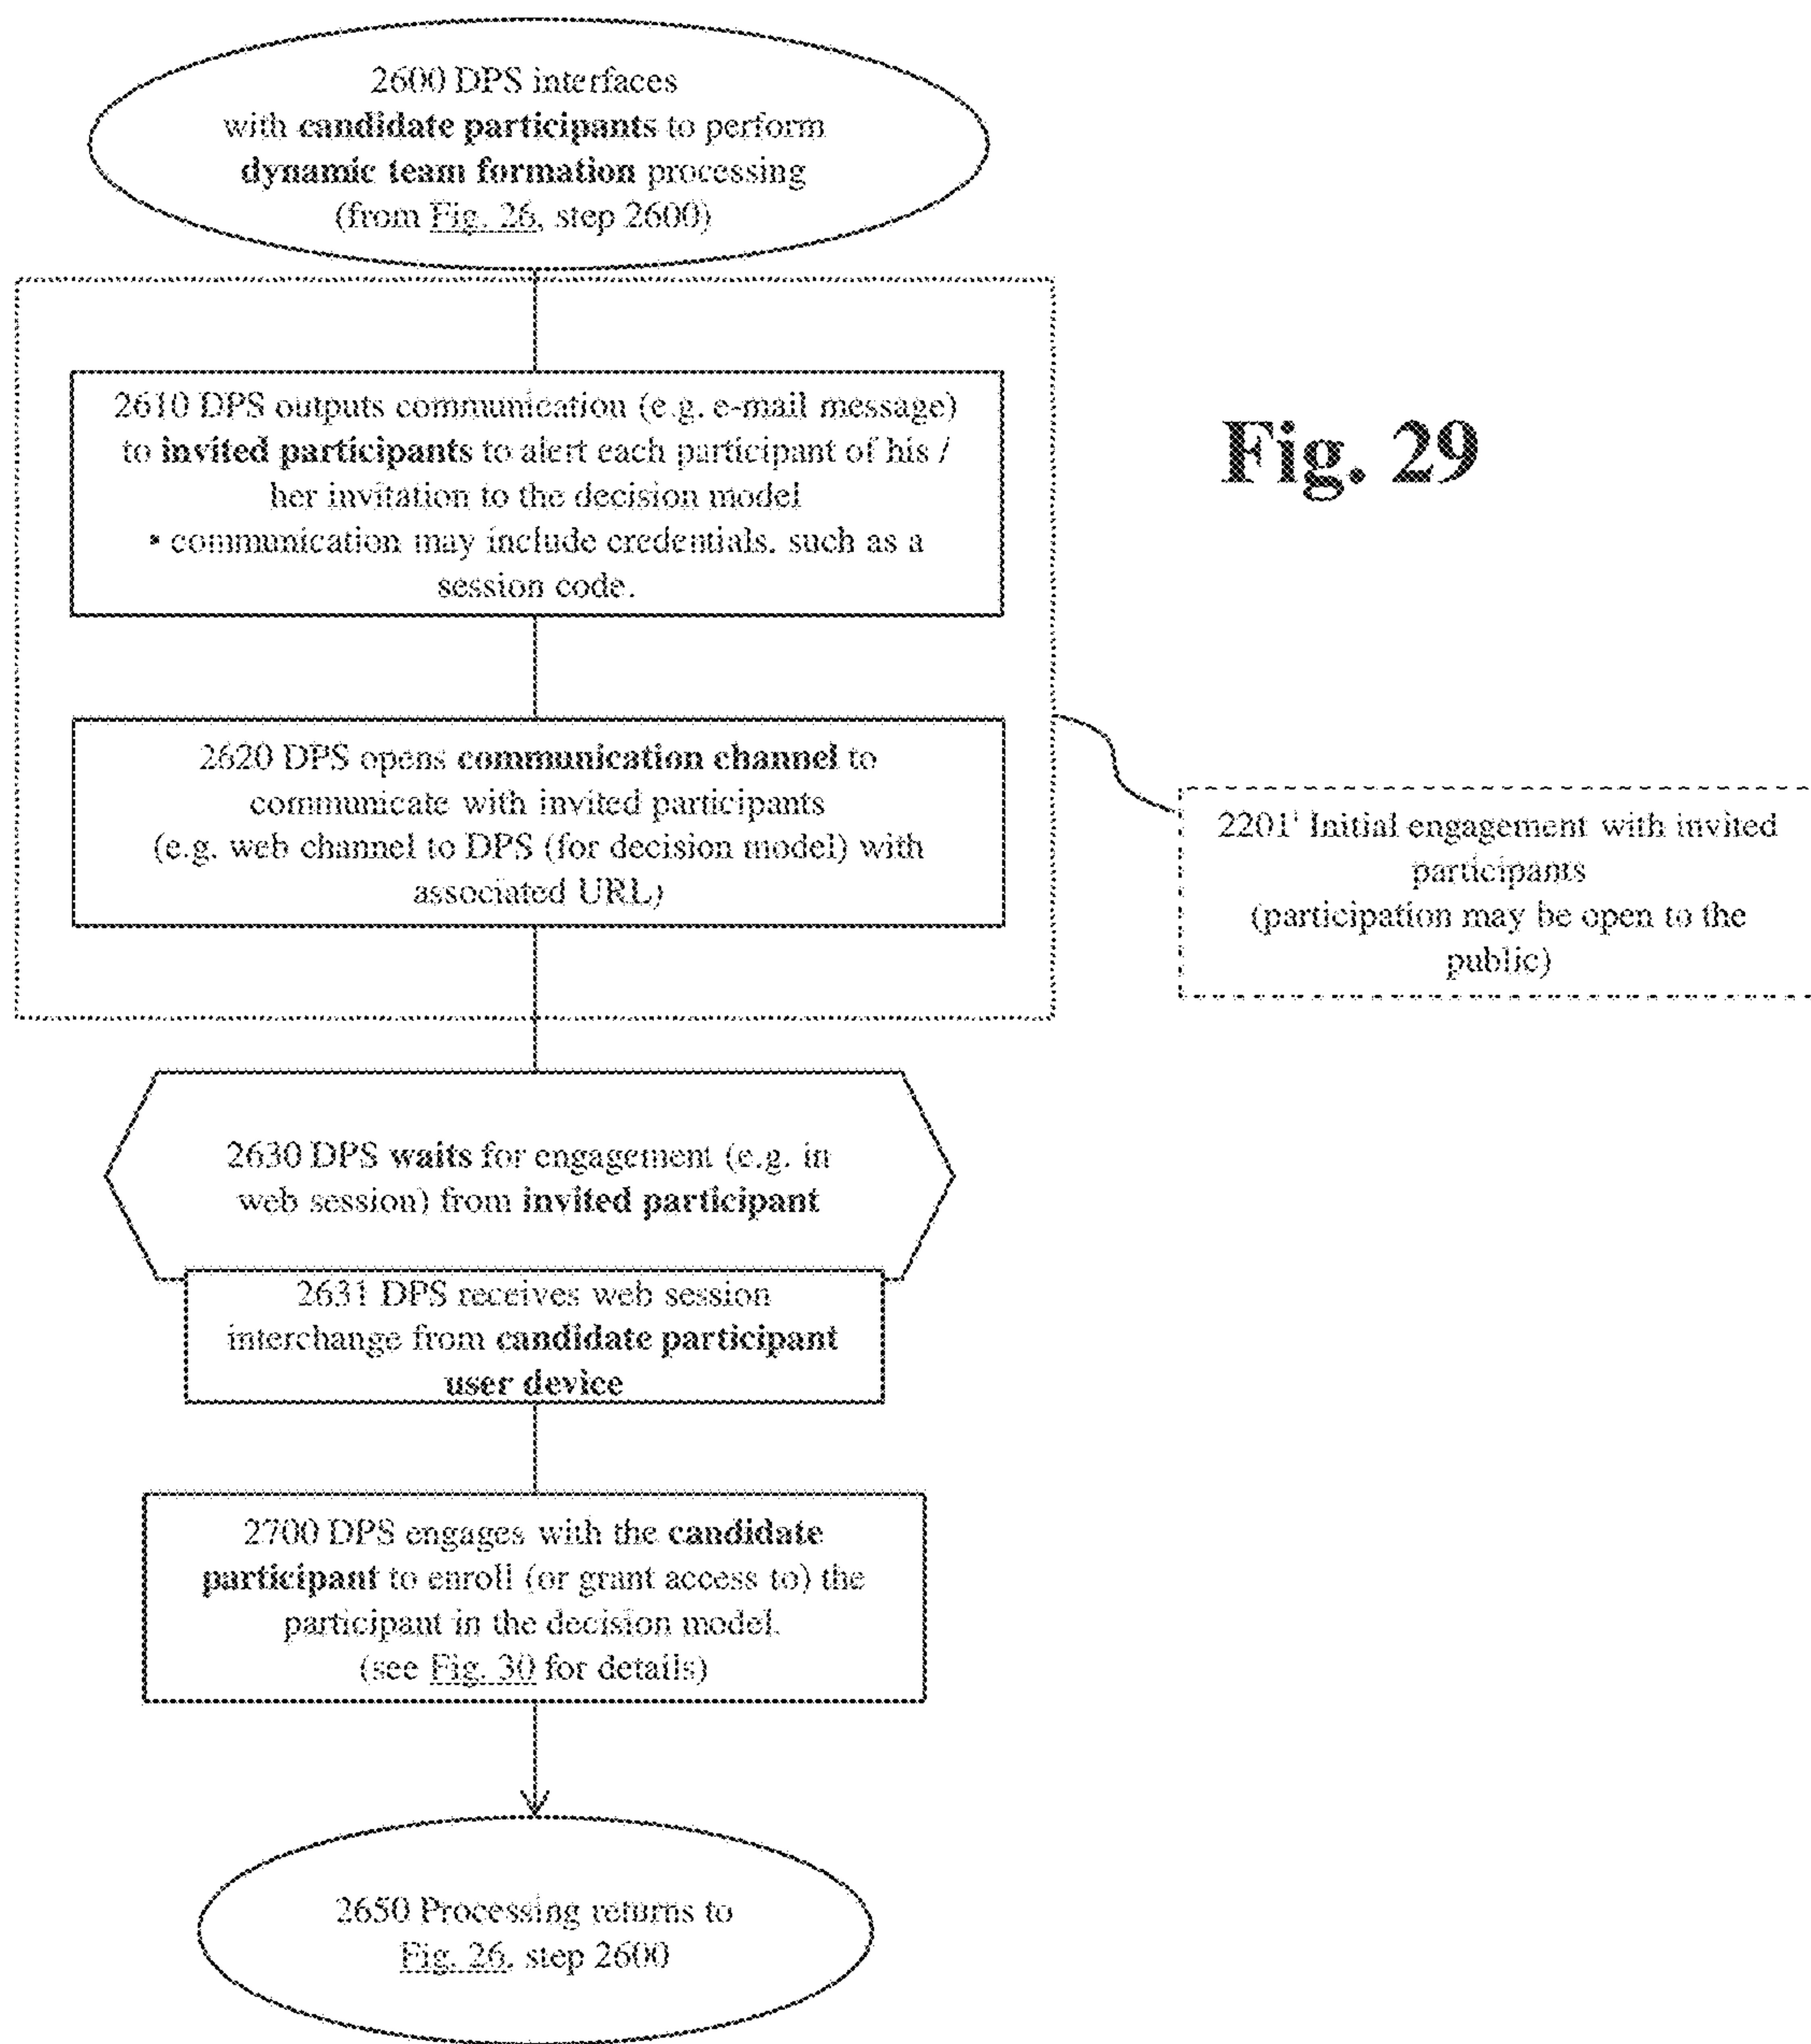 2600 DPS interfaces
with candidate participants to perform
dynamic team formation processing
(from Fig. 26, step 2600)
2610 DPS outputs communication (e.g. e-mail message)
to invited participants to alert each participant of his /
her invitation to the decision model
• communication may include credentials, such as a
session code.
Fig. 29
2620 DPS opens communication channel to
communicate with invited participants
(e.g. web channel to DPS (for decision model) with
associated URL)
2201' Initial engagement with invited
participants
(participation may be open to the
public)
2630 DPS waits for engagement (e.g. in
web session) from invited participant
2631 DPS receives web session
interchange from candidate participant
user device
2700 DPS engages with the candidate
participant to enroll (or grant access to) the
participant in the decision model.
(see Fig. 30 for details)
2650 Processing returns to
Fig. 26, step 2600